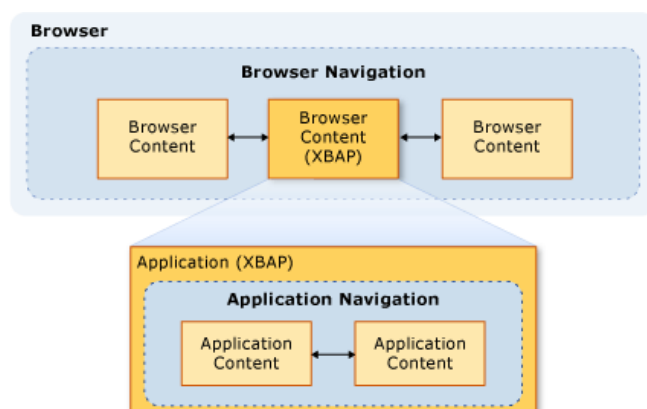 Browser
Browser Navigation
Browser
Content
Browser
Content
(XBAP)
Browser
Content
Application (XBAP)
Application Navigation
Application
Content
Application
Content